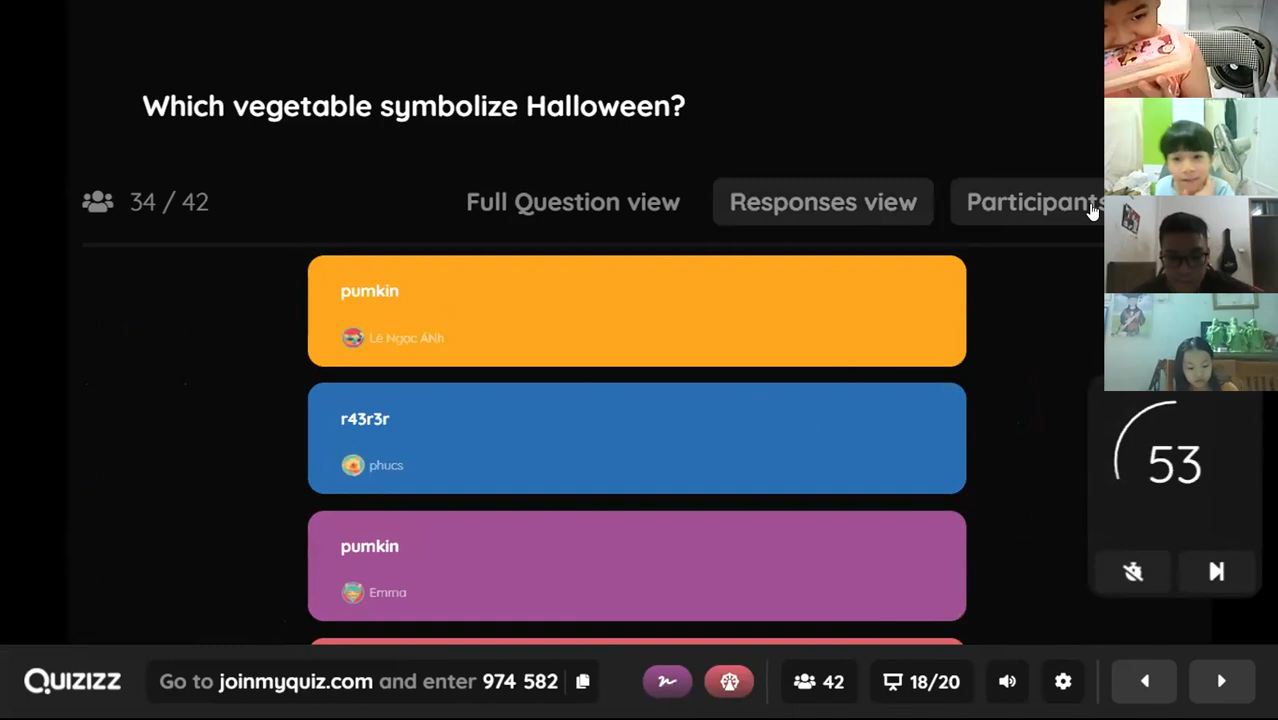 Which vegetable symbolize Halloween?
34 / 42
Full Question view
Responses view
Participants
pumkin
Lê Ngọc ÁNh
r43r3r
phucs
53
pumkin
Emma
Quizizz
Go to joinmyquiz.com and enter 974 582
42
18/20